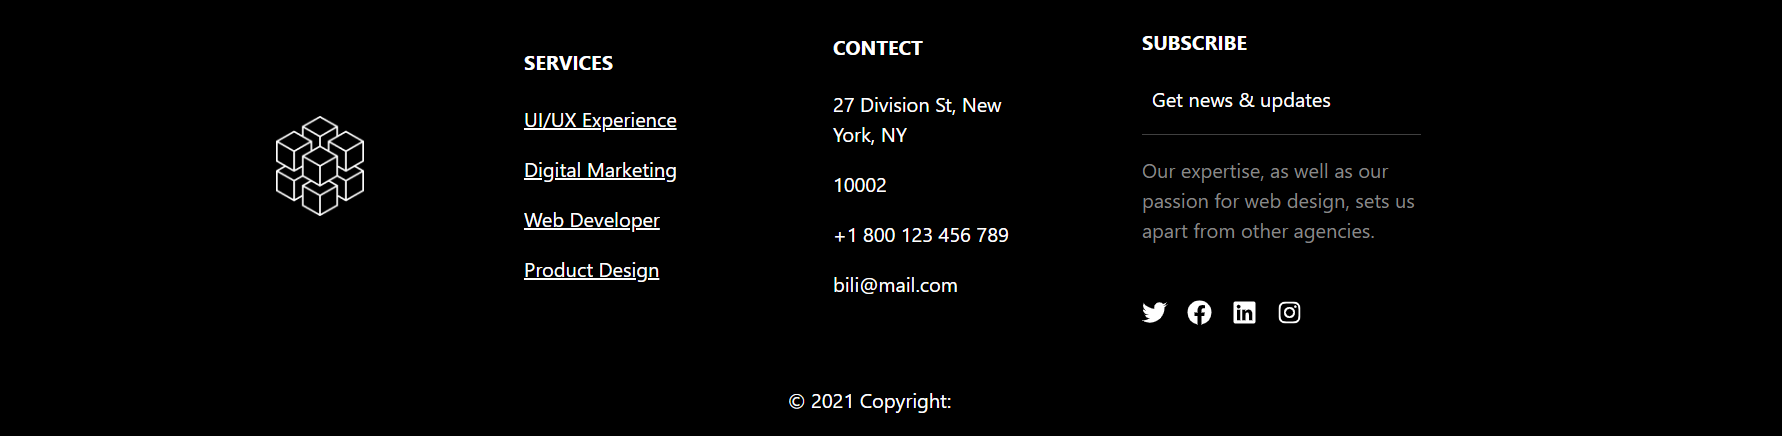 SERVICES
UI/UX Experience
Digital Marketing
Web Developer
Product Design
CONTECT
27 Division St, New
York, NY
10002
+1 800 123 456 789
bili@mail.com
SUBSCRIBE
Get news & updates
Our expertise, as well as our
passion for web design, sets us
apart from other agencies.
© 2021 Copyright: